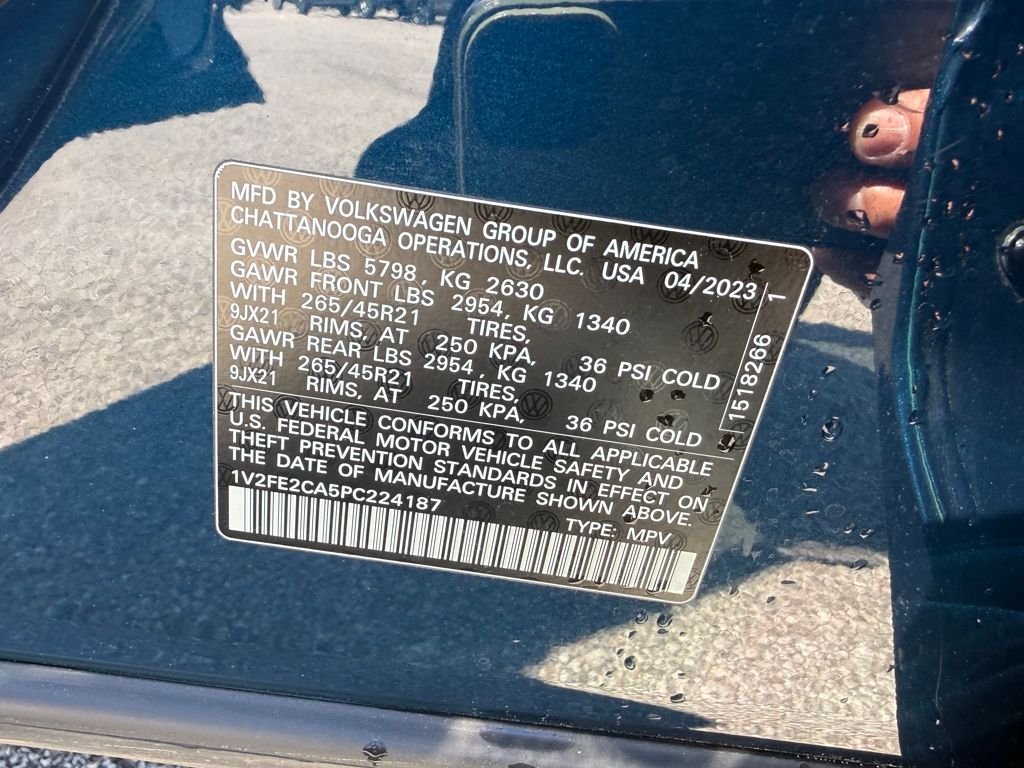 MFD BY VOLKSWAGEN GROUP OF AMERICA
CHATTANOOGA OPERATIONS, LLC. USA 04/2023
GVWR LBS 5798, KG 2630
GAWR FRONT LBS 2954, KG 1340
WITH 265/45R21 TIRES,
9JX21 RIMS, AT 250 KPA, 36 PSI COLD
GAWR REAR LBS 2954, KG 1340
WITH 265/45R21 TIRES,
9JX21 RIMS, AT 250 KPA, 36 PSI COLD
THIS VEHICLE CONFORMS TO ALL APPLICABLE
U.S. FEDERAL MOTOR VEHICLE SAFETY AND
THEFT PREVENTION STANDARDS IN EFFECT ON
THE DATE OF MANUFACTURE SHOWN ABOVE.
1V2FE2CA5PC224187 TYPE: MPV
1518266 1